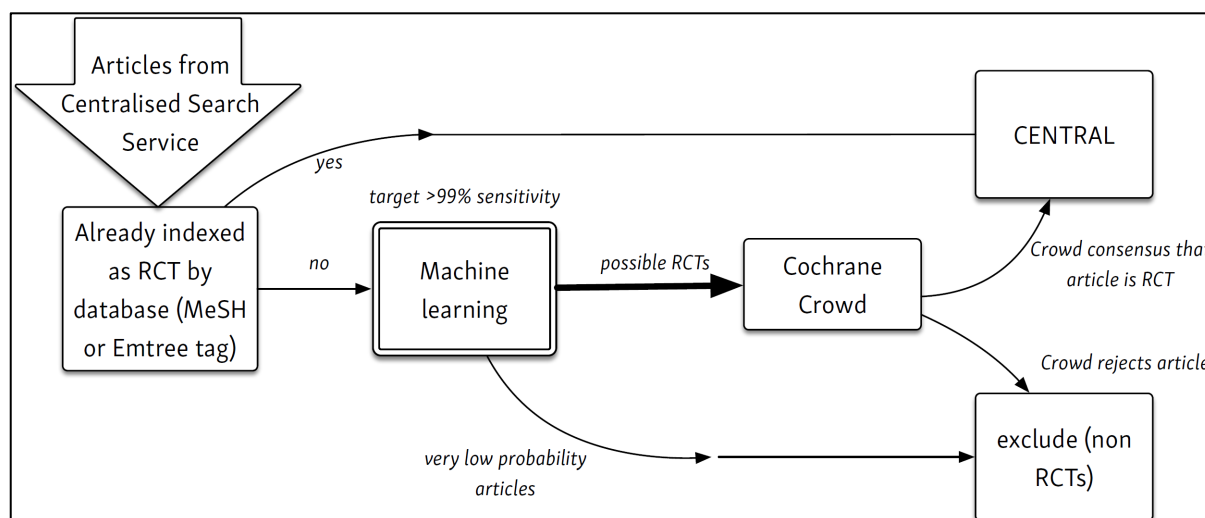 Articles from
Centralised Search
Service
yes
CENTRAL
target >99% sensitivity
Already indexed
as RCT by
database (MeSH
or Emtree tag)
no
Machine
learning
possible RCTs
Cochrane
Crowd
Crowd consensus that
article is RCT
Crowd rejects article
very low probability
articles
exclude (non
RCTs)